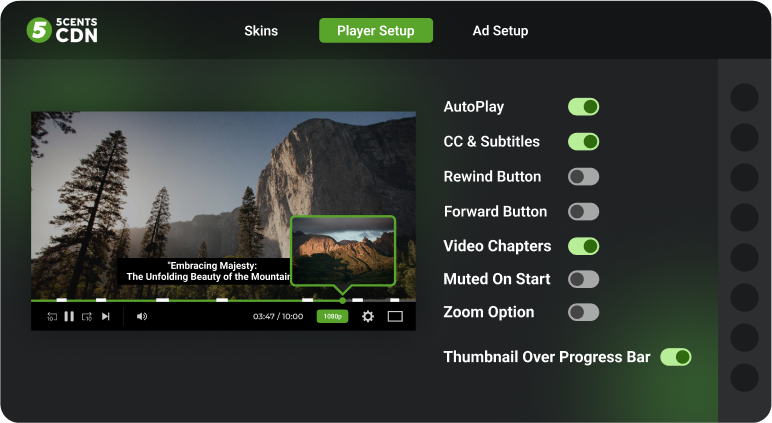 5 5CENTS
CDN
Skins
Player Setup
Ad Setup
AutoPlay
CC & Subtitles
Rewind Button
Forward Button
Video Chapters
Muted On Start
Zoom Option
Thumbnail Over Progress Bar
"Embracing Majesty:
The Unfolding Beauty of the Mountain
10
10
03:47 / 10:00
1080p